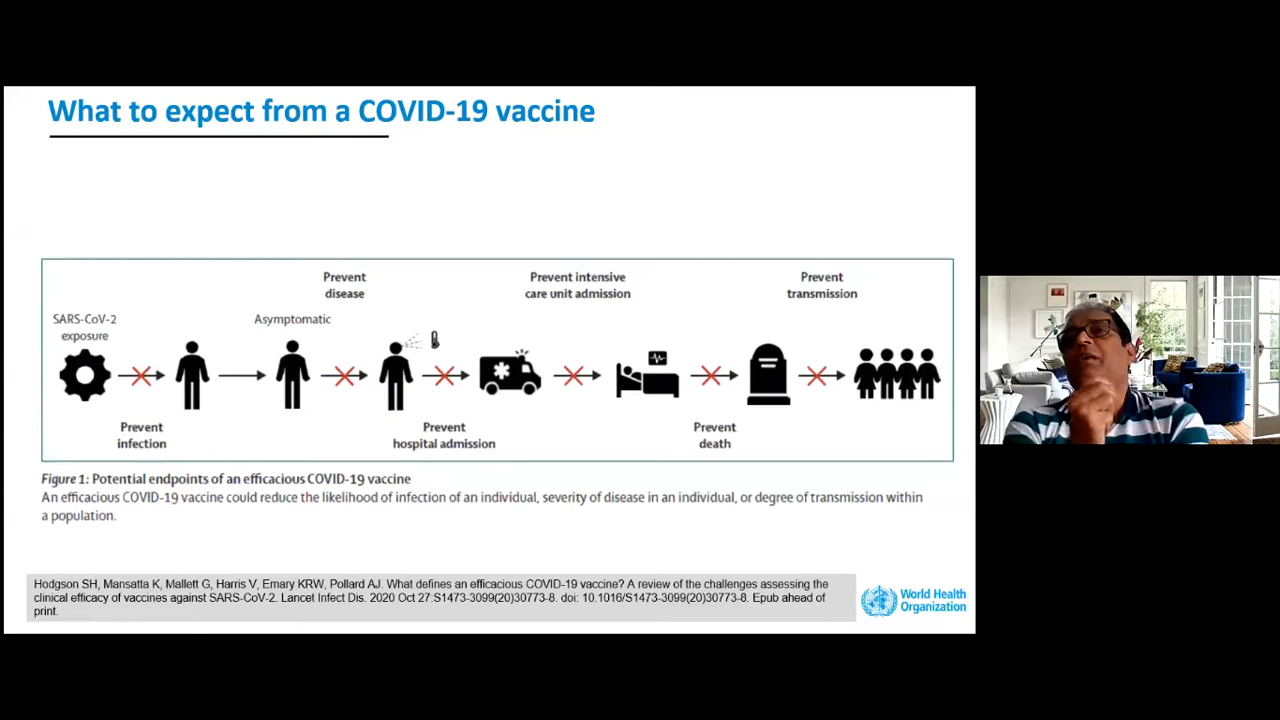 What to expect from a COVID-19 vaccine
Prevent
disease
Prevent intensive
care unit admission
Prevent
transmission
SARS-CoV-2
exposure
Asymptomatic
Prevent
infection
Prevent
hospital admission
Prevent
death
Figure 1: Potential endpoints of an efficacious COVID-19 vaccine
An efficacious COVID-19 vaccine could reduce the likelihood of infection of an individual, severity of disease in an individual, or degree of transmission within
a population.
Hodgson SH, Mansatta K, Mallett G, Harris V, Emary KRW, Pollard AJ. What defines an efficacious COVID-19 vaccine? A review of the challenges assessing the
clinical efficacy of vaccines against SARS-CoV-2. Lancet Infect Dis. 2020 Oct 27:S1473-3099(20)30773-8. doi: 10.1016/S1473-3099(20)30773-8. Epub ahead of
print.
World Health
Organization